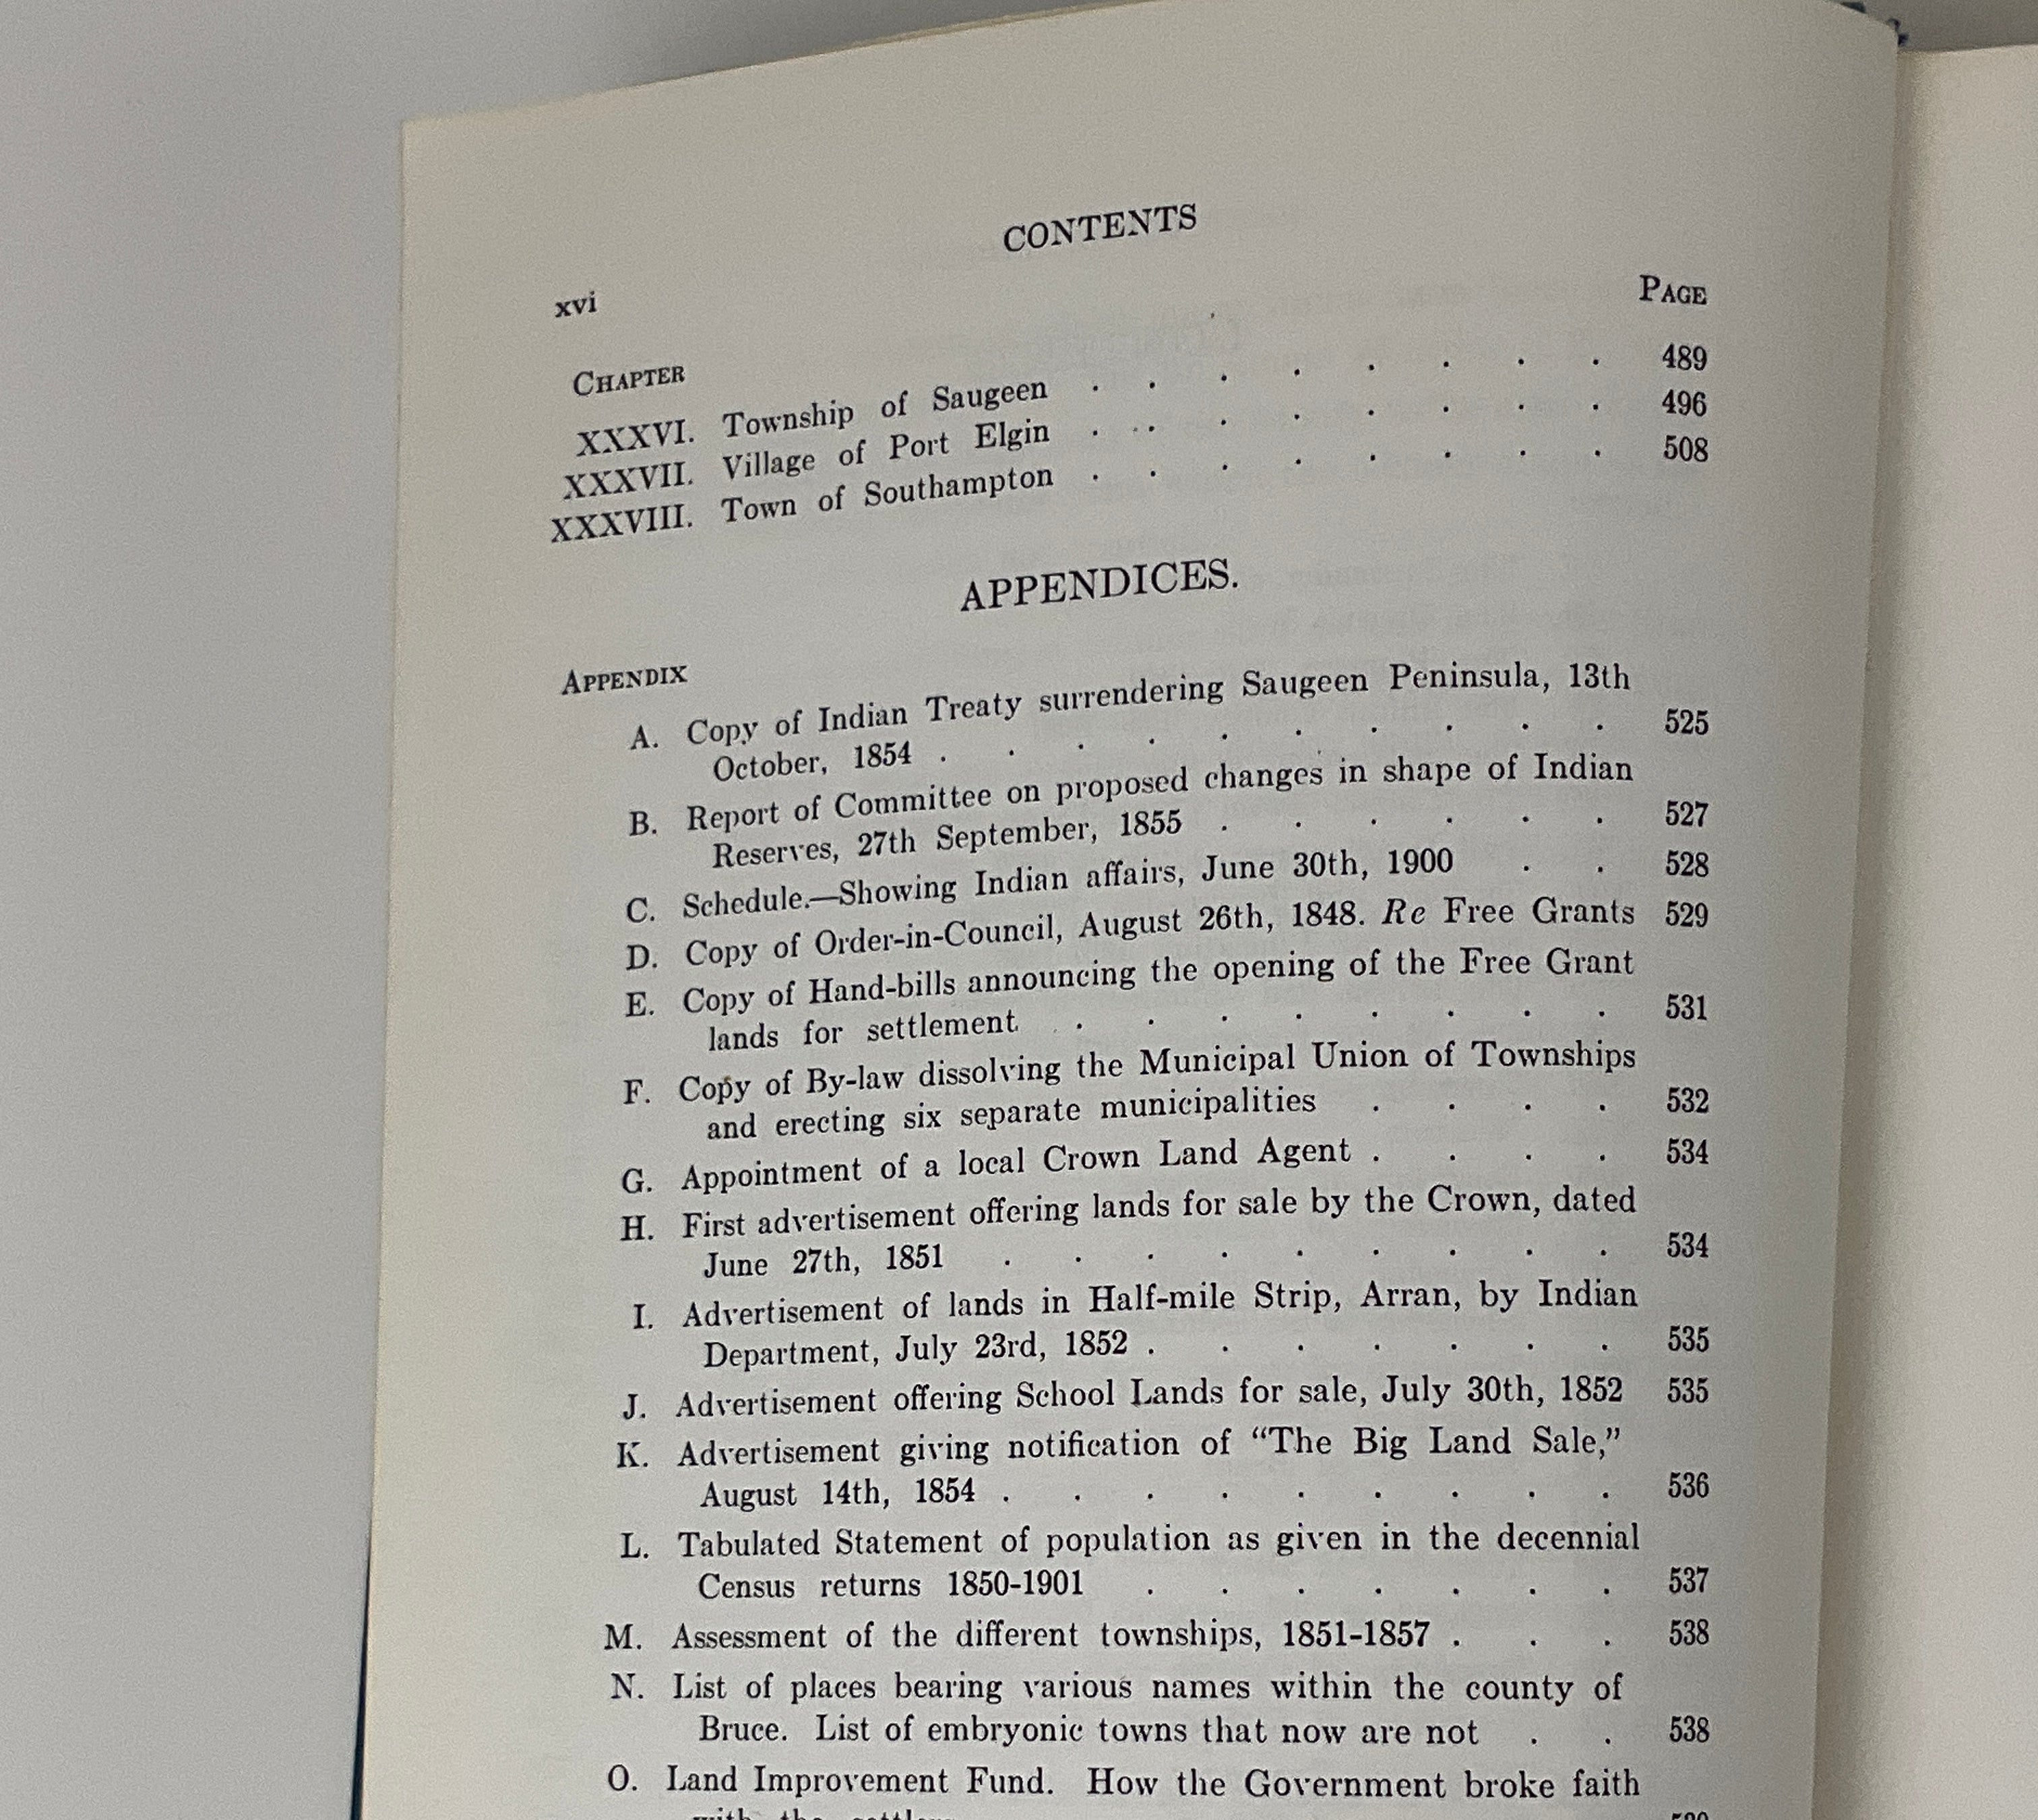 CONTENTS
xvi
PAGE
CHAPTER
XXXVI. Township of Saugeen . . . . . . . . 489
XXXVII. Village of Port Elgin . . . . . . . . 496
XXXVIII. Town of Southampton . . . . . . . . 508
APPENDICES.
APPENDIX
A. Copy of Indian Treaty surrendering Saugeen Peninsula, 13th
October, 1854 . . . . . . . . . . 525
B. Report of Committee on proposed changes in shape of Indian
Reserves, 27th September, 1855 . . . . . . 527
C. Schedule.—Showing Indian affairs, June 30th, 1900 . . 528
D. Copy of Order-in-Council, August 26th, 1848. Re Free Grants 529
E. Copy of Hand-bills announcing the opening of the Free Grant
lands for settlement . . . . . . . . 531
F. Copy of By-law dissolving the Municipal Union of Townships
and erecting six separate municipalities . . . . 532
G. Appointment of a local Crown Land Agent . . . . 534
H. First advertisement offering lands for sale by the Crown, dated
June 27th, 1851 . . . . . . . . . 534
I. Advertisement of lands in Half-mile Strip, Arran, by Indian
Department, July 23rd, 1852 . . . . . . . 535
J. Advertisement offering School Lands for sale, July 30th, 1852 535
K. Advertisement giving notification of “The Big Land Sale,”
August 14th, 1854 . . . . . . . . . 536
L. Tabulated Statement of population as given in the decennial
Census returns 1850-1901 . . . . . . . 537
M. Assessment of the different townships, 1851-1857 . . . 538
N. List of places bearing various names within the county of
Bruce. List of embryonic towns that now are not . . 538
O. Land Improvement Fund. How the Government broke faith
with the